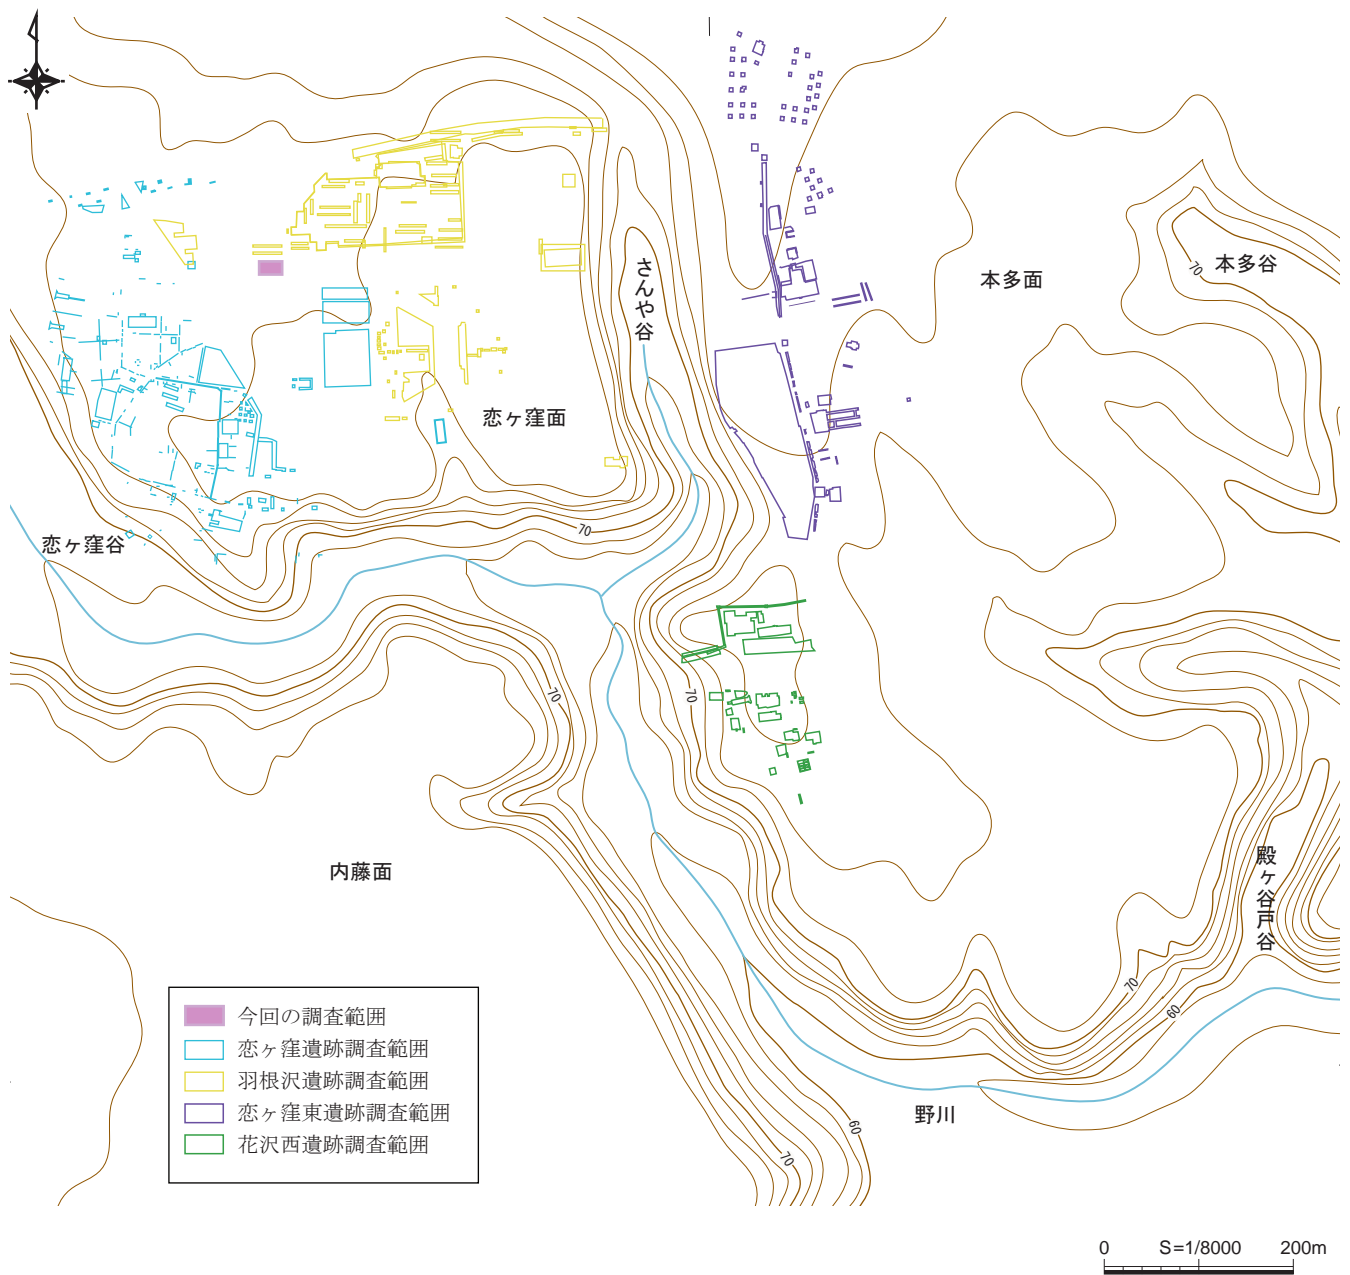 さんや谷
本多面
本多谷
70
恋ヶ窪面
恋ヶ窪谷
70
70
70
内藤面
殿ヶ谷戸谷
70
60
野川
60
70
今回の調査範囲
恋ヶ窪遺跡調査範囲
羽根沢遺跡調査範囲
恋ヶ窪東遺跡調査範囲
花沢西遺跡調査範囲
0 S=1/8000 200m